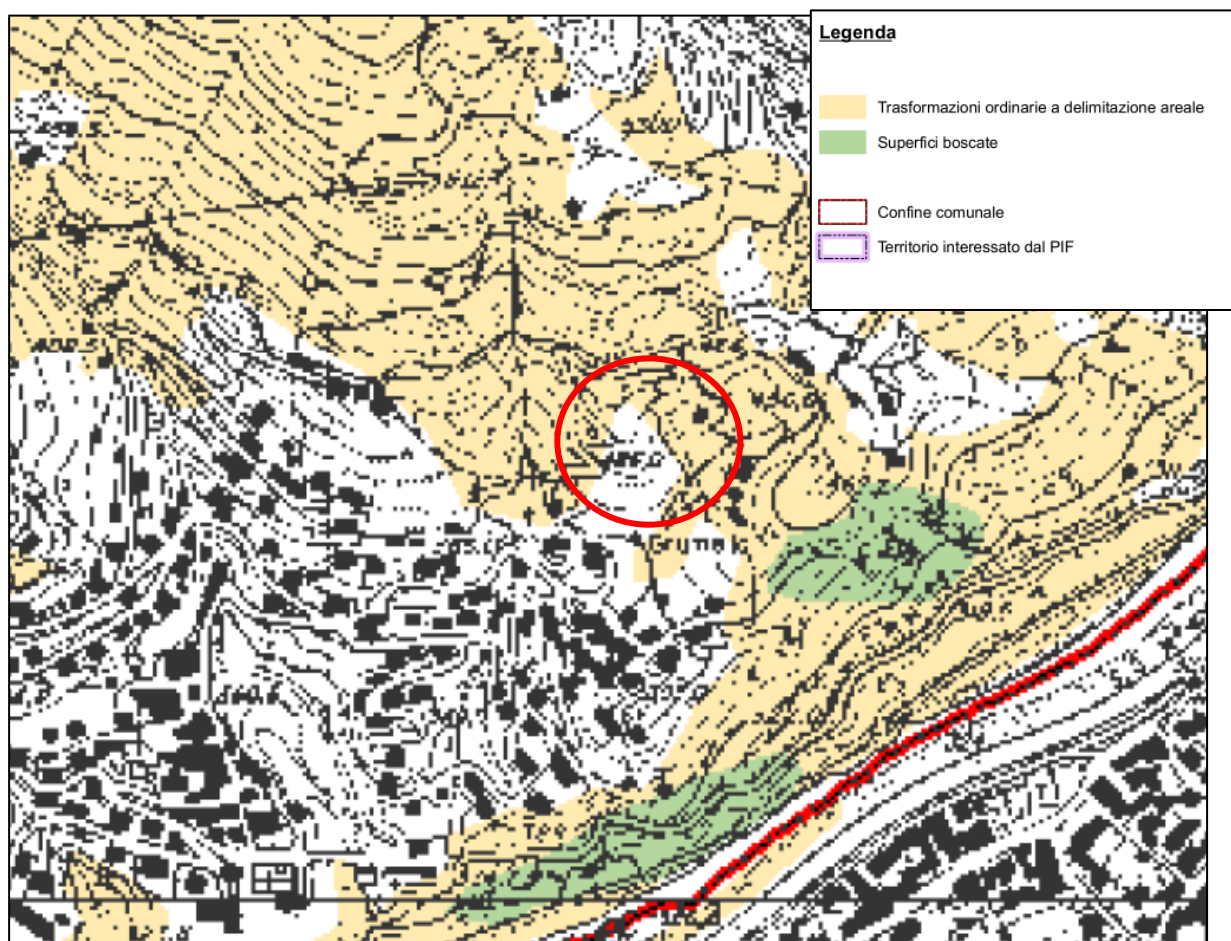 Legenda
Trasformazioni ordinarie a delimitazione areale
Superfici boscate
Confine comunale
Territorio interessato dal PIF